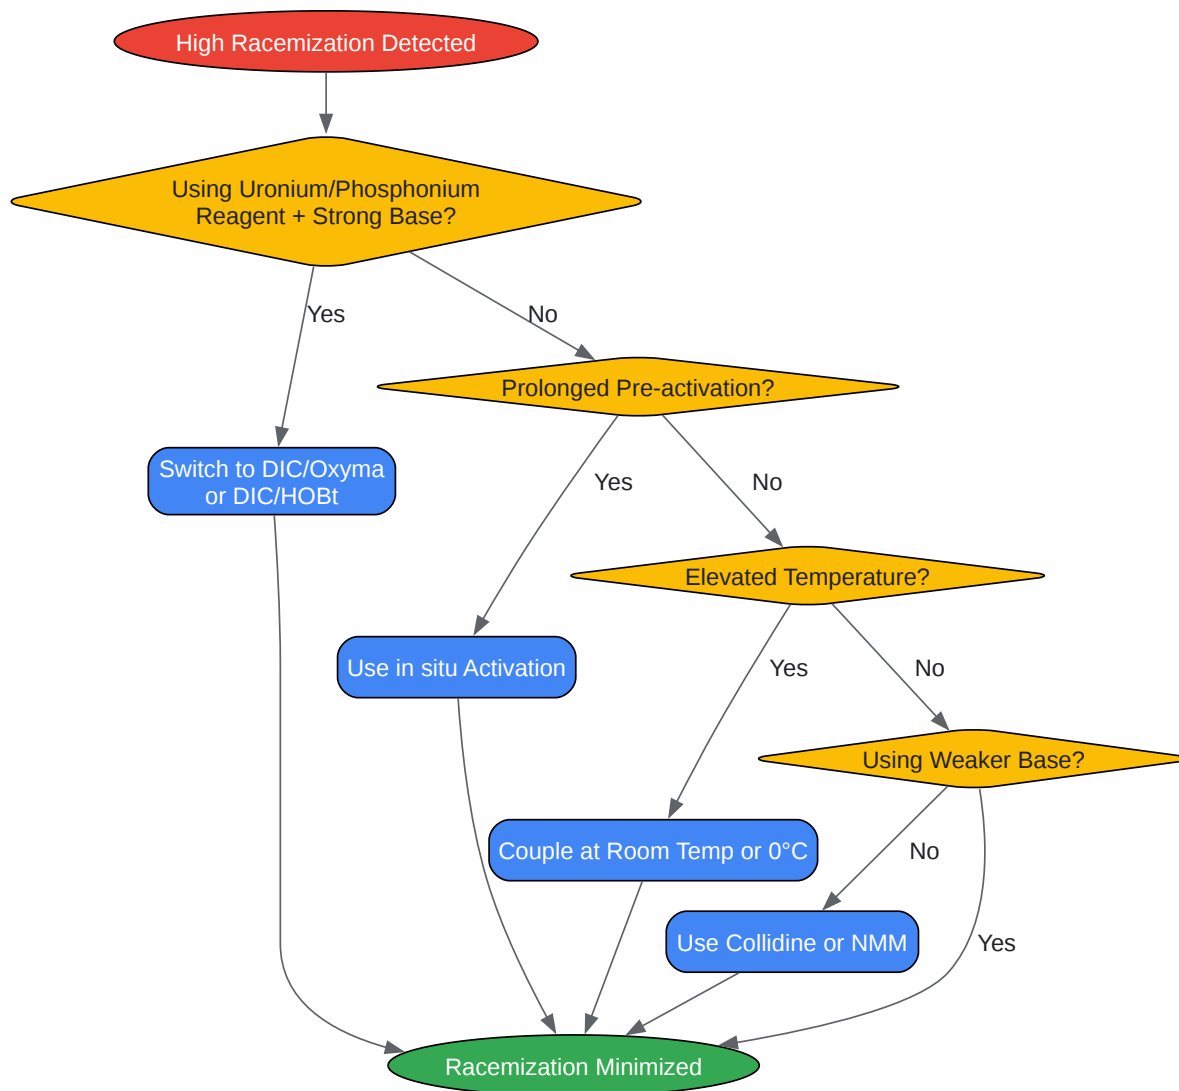 High Racemization Detected
Using Uronium/Phosphonium
Reagent + Strong Base?
Yes
No
Prolonged Pre-activation?
Switch to DIC/Oxyma
or DIC/HOBt
Yes
No
Elevated Temperature?
Use in situ Activation
Yes
No
Using Weaker Base?
Couple at Room Temp or 0°C
No
Use Collidine or NMM
Yes
Racemization Minimized